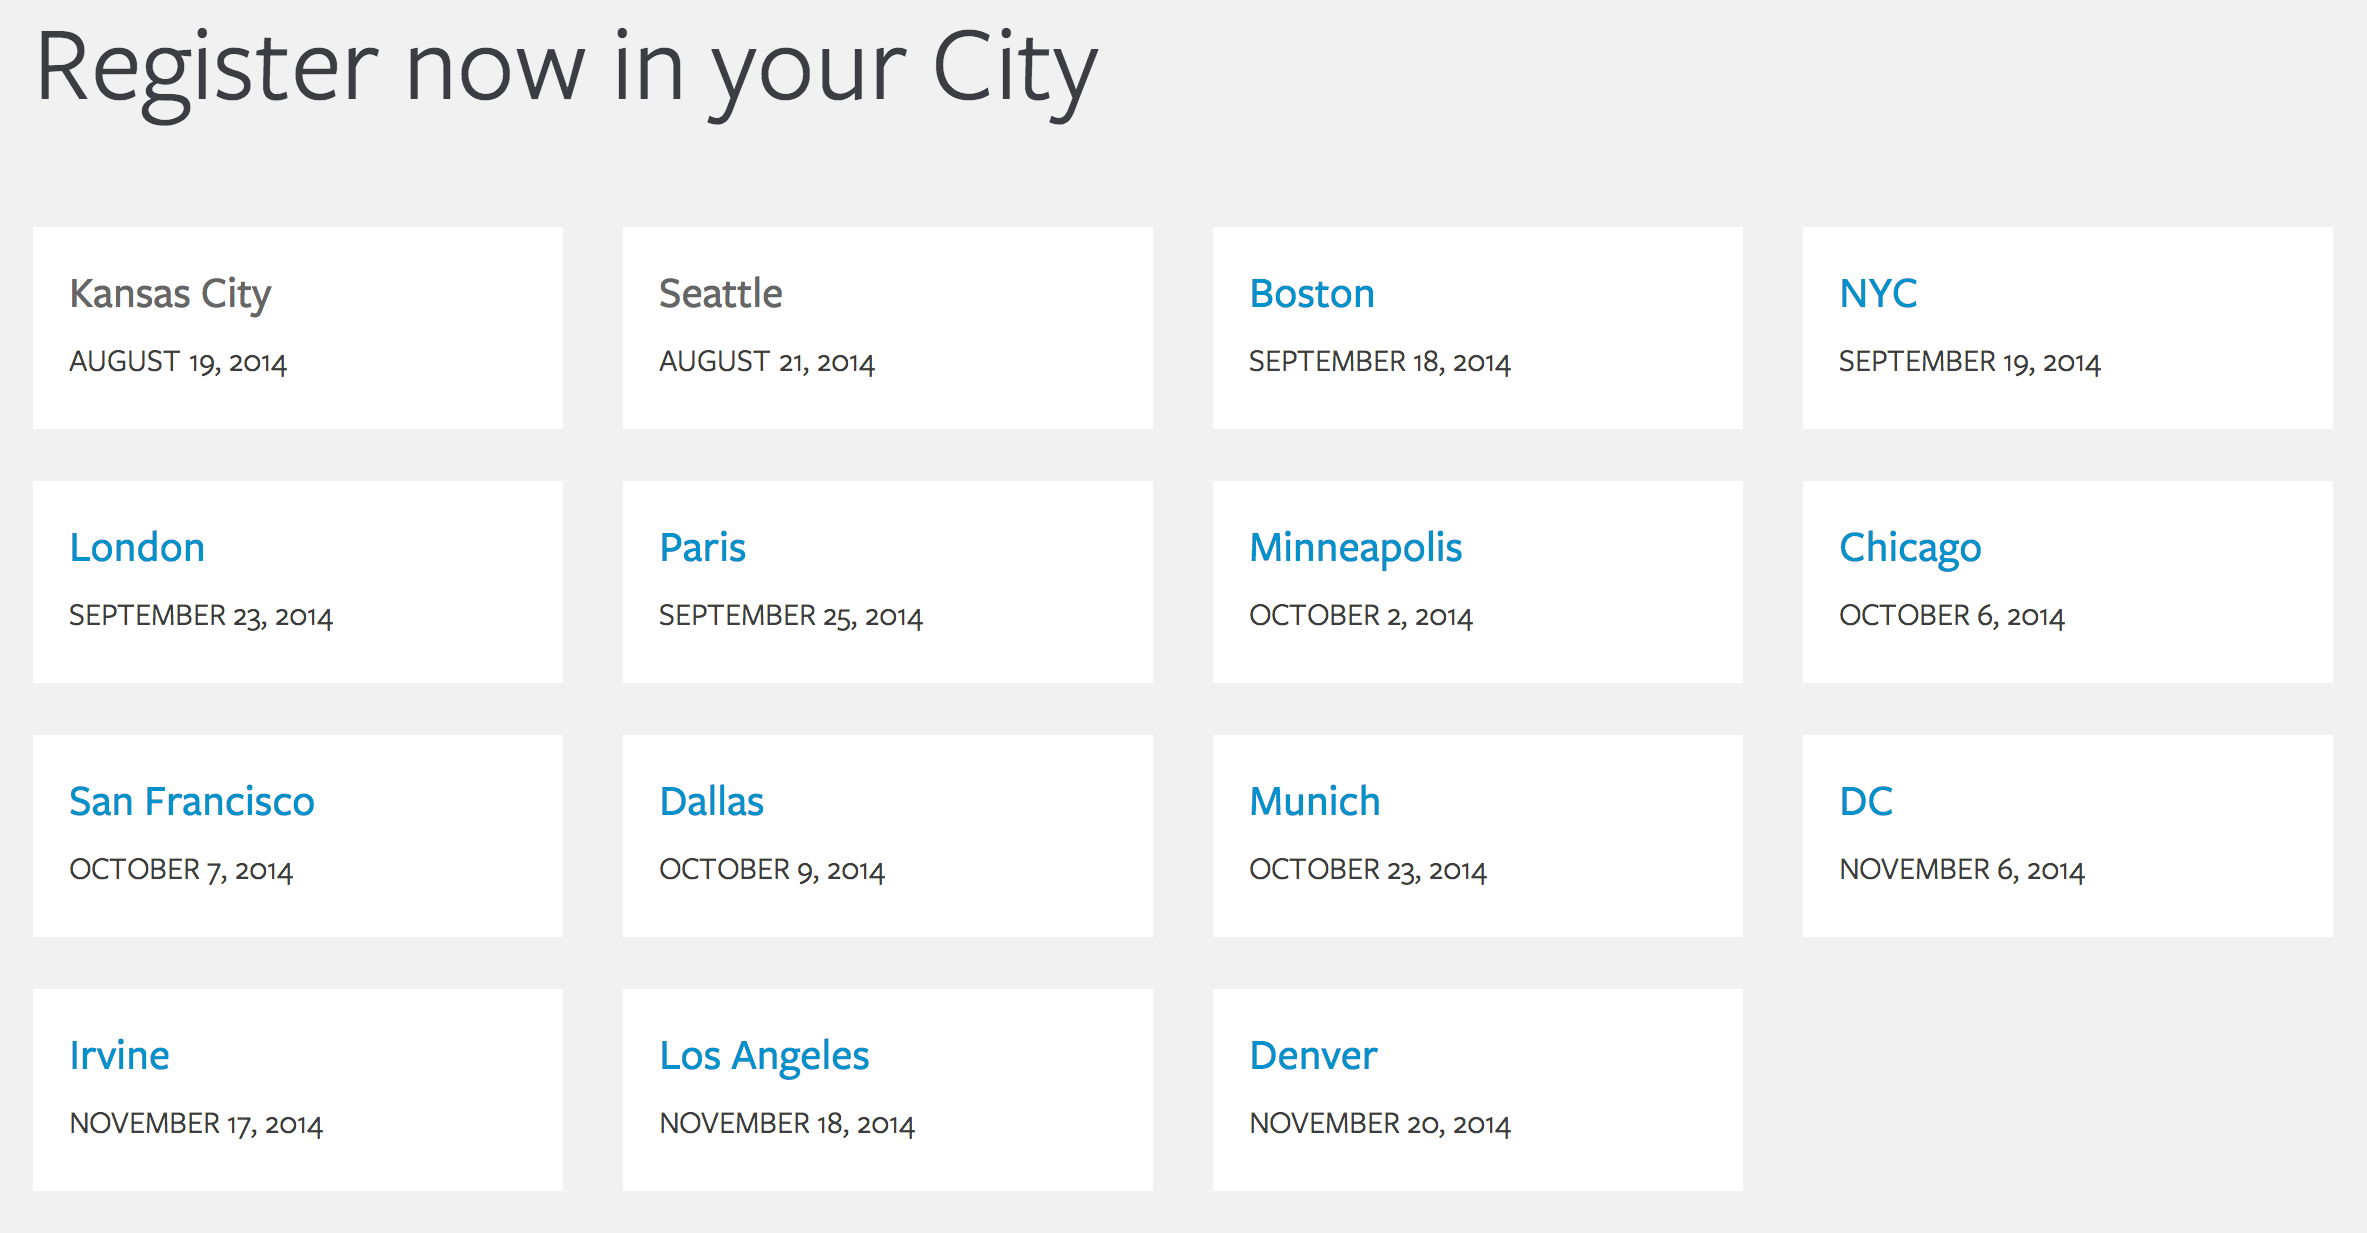 Register now in your City
Kansas City
AUGUST 19, 2014
Seattle
AUGUST 21, 2014
Boston
SEPTEMBER 18, 2014
NYC
SEPTEMBER 19, 2014
London
SEPTEMBER 23, 2014
Paris
SEPTEMBER 25, 2014
Minneapolis
OCTOBER 2, 2014
Chicago
OCTOBER 6, 2014
San Francisco
OCTOBER 7, 2014
Dallas
OCTOBER 9, 2014
Munich
OCTOBER 23, 2014
DC
NOVEMBER 6, 2014
Irvine
NOVEMBER 17, 2014
Los Angeles
NOVEMBER 18, 2014
Denver
NOVEMBER 20, 2014